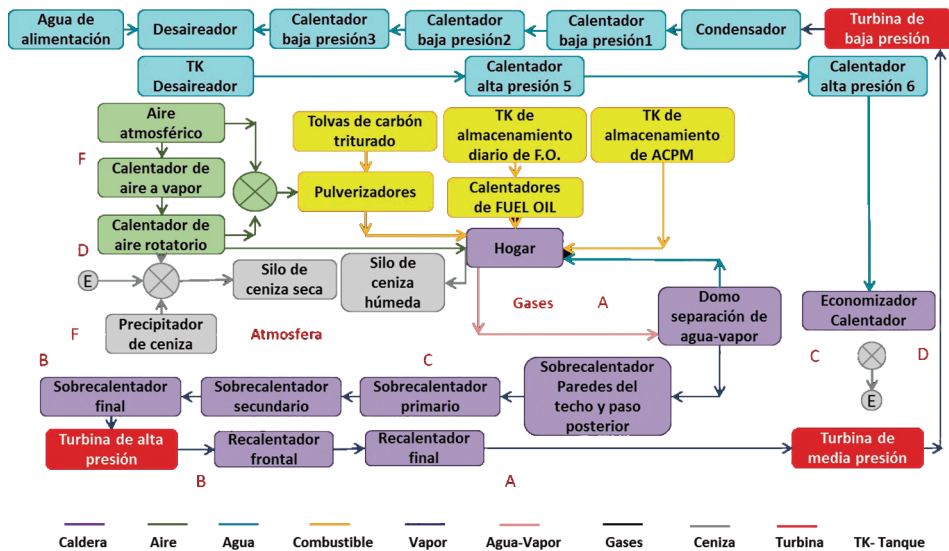 Agua de
alimentación
Desaireador
Calentador
baja presión3
Calentador
baja presión2
Calentador
baja presión1
Condensador
Turbina de
baja presión
TK
Desaireador
Calentador
alta presión 5
Calentador
alta presión 6
Aire
atmosférico
Tolvas de carbón
triturado
TK de
almacenamiento
diario de F.O.
TK de
almacenamiento
de ACPM
F
Calentador de
aire a vapor
Pulverizadores
Calentadores
de FUEL OIL
Calentador de
aire rotatorio
D
Hogar
E
Silo de
ceniza seca
Silo de
ceniza
húmeda
Gases
A
Domo
separación de
agua-vapor
Economizador
Calentador
F
Precipitador
de ceniza
Atmosfera
B
C
C
D
E
Sobrecalentador
final
Sobrecalentador
secundario
Sobrecalentador
primario
Sobrecalentador
Paredes del
techo y paso
posterior
Turbina de alta
presión
Recalentador
frontal
Recalentador
final
Turbina de
media presión
B
A
Caldera
Aire
Agua
Combustible
Vapor
Agua-Vapor
Gases
Ceniza
Turbina
TK- Tanque